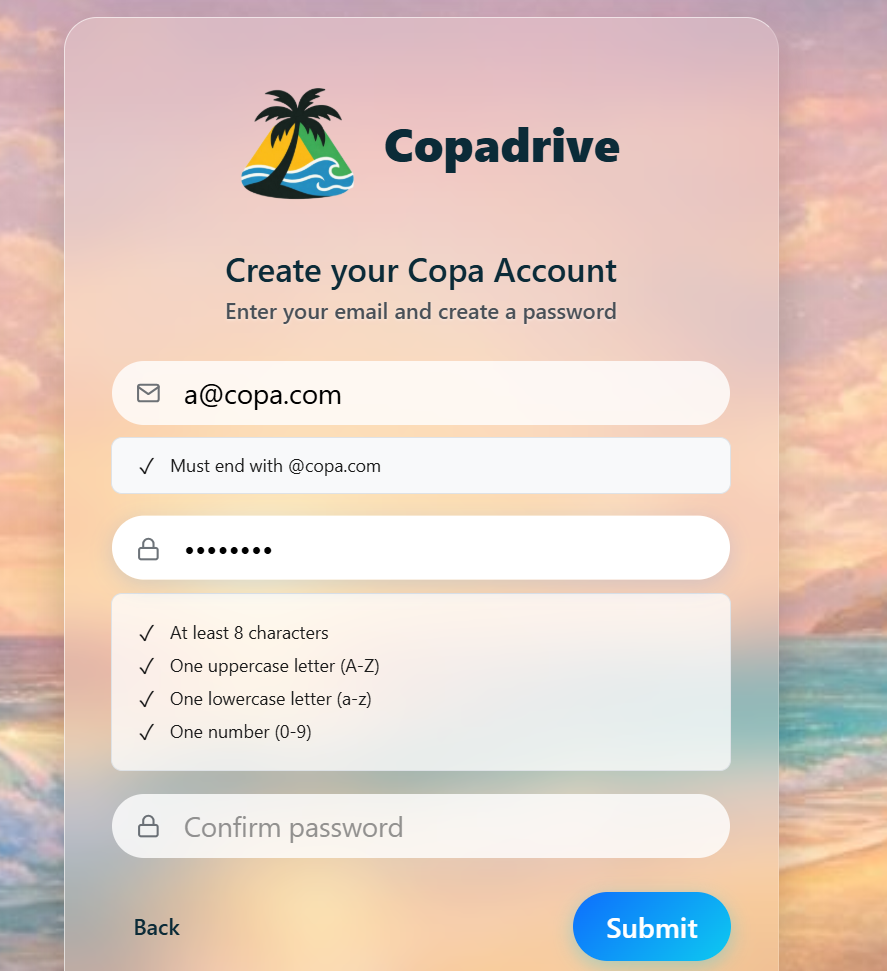 Copadrive
Create your Copa Account
Enter your email and create a password
a@copa.com
✓ Must end with @copa.com
••••••••
✓ At least 8 characters
✓ One uppercase letter (A-Z)
✓ One lowercase letter (a-z)
✓ One number (0-9)
Confirm password
Back Submit